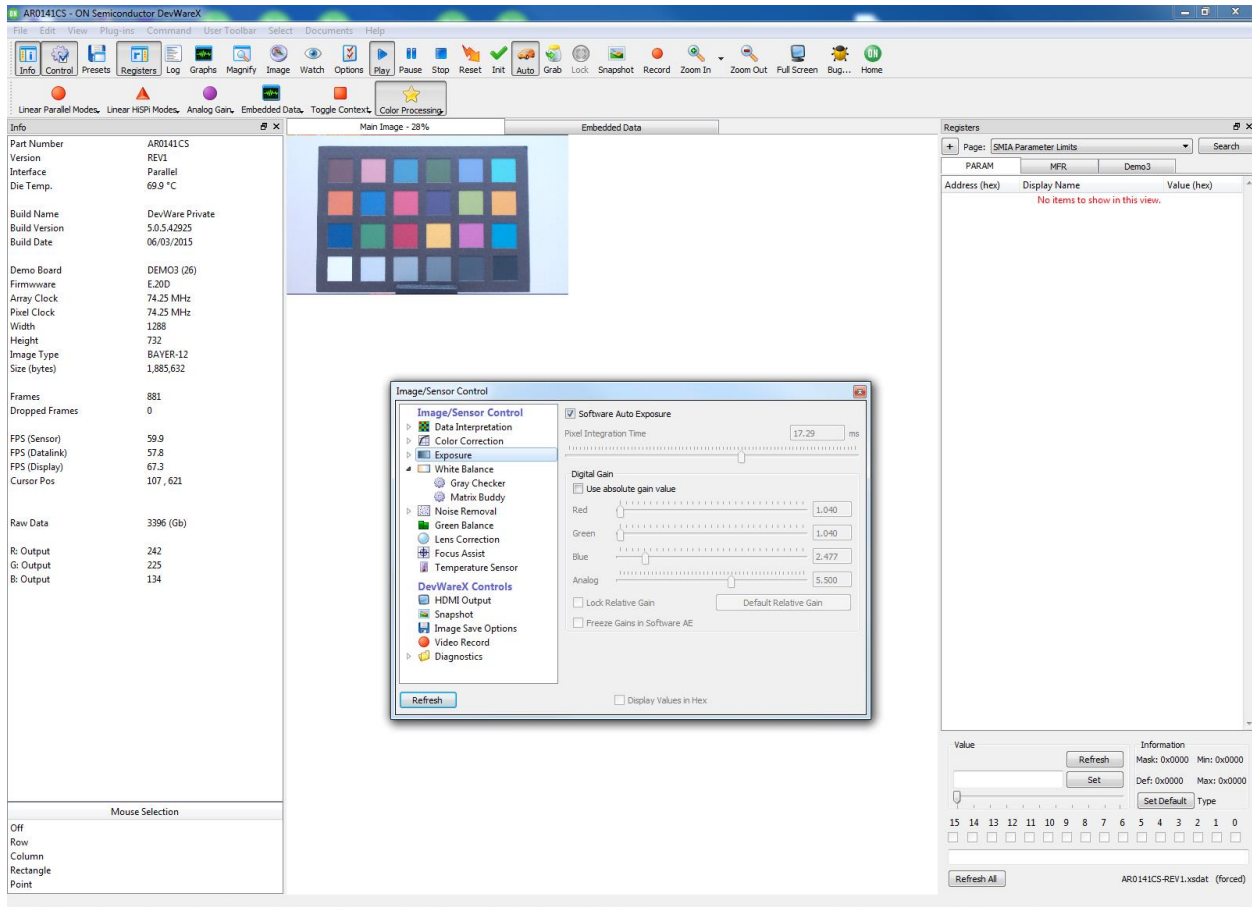 AR0141CS - ON Semiconductor DevWareX
File Edit View Plug-ins Command User Toolbar Select Documents Help
Info Control Presets Registers Log Graphs Magnify Image Watch Options Play Pause Stop Reset Init Auto Grab Lock Snapshot Record Zoom In Zoom Out Full Screen Bug... Home
Linear Parallel Modes Linear HiSPi Modes Analog Gain Embedded Data Toggle Context Color Processing
Info
Part Number AR0141CS
Version REV1
Interface Parallel
Die Temp. 69.9 °C
Build Name DevWare Private
Build Version 5.0.5.42925
Build Date 06/03/2015
Demo Board DEMO3 (26)
Firmwware E.20D
Array Clock 74.25 MHz
Pixel Clock 74.25 MHz
Width 1288
Height 732
Image Type BAYER-12
Size (bytes) 1,885,632
Frames 881
Dropped Frames 0
FPS (Sensor) 59.9
FPS (Datalink) 57.8
FPS (Display) 67.3
Cursor Pos 107 , 621
Raw Data 3396 (Gb)
R: Output 242
G: Output 225
B: Output 134
Mouse Selection
Off
Row
Column
Rectangle
Point
Main Image - 28% Embedded Data
Image/Sensor Control
Image/Sensor Control
Data Interpretation
Color Correction
Exposure
White Balance
Gray Checker
Matrix Buddy
Noise Removal
Green Balance
Lens Correction
Focus Assist
Temperature Sensor
DevWareX Controls
HDMI Output
Snapshot
Image Save Options
Video Record
Diagnostics
Refresh
Software Auto Exposure
Pixel Integration Time 17.29 ms
Digital Gain
Use absolute gain value
Red 1.040
Green 1.040
Blue 2.477
Analog 5.500
Lock Relative Gain Default Relative Gain
Freeze Gains in Software AE
Display Values in Hex
Registers
+ Page: SMIA Parameter Limits Search
PARAM MFR Demo3
Address (hex) Display Name Value (hex)
No items to show in this view.
Value Information
Refresh Mask: 0x0000 Min: 0x0000
Set Def: 0x0000 Max: 0x0000
Set Default Type
15 14 13 12 11 10 9 8 7 6 5 4 3 2 1 0
Refresh All AR0141CS-REV1.xsdat (forced)